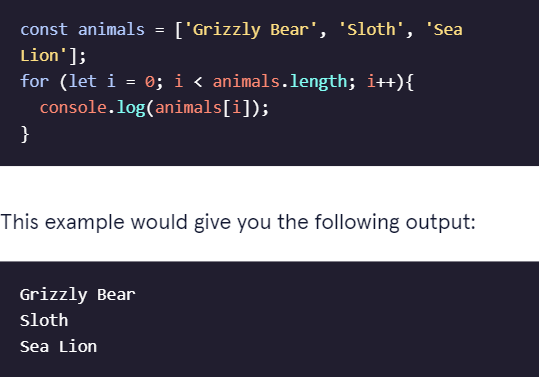 const animals = ['Grizzly Bear', 'Sloth', 'Sea
Lion'];
for (let i = 0; i < animals.length; i++){
  console.log(animals[i]);
}
This example would give you the following output:
Grizzly Bear
Sloth
Sea Lion